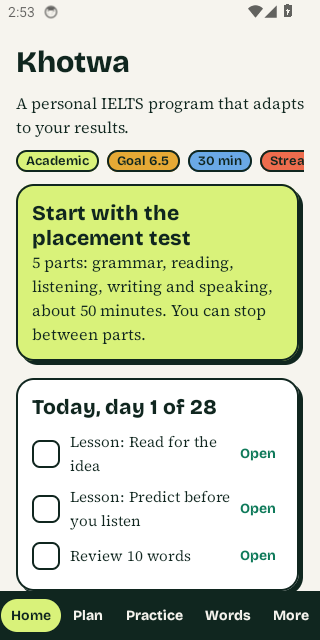 2:53
Khotwa
A personal IELTS program that adapts
to your results.
Academic Goal 6.5 30 min Strea
Start with the
placement test
5 parts: grammar, reading,
listening, writing and speaking,
about 50 minutes. You can stop
between parts.
Today, day 1 of 28
Lesson: Read for the
idea
Open
Lesson: Predict before
you listen
Open
Review 10 words Open
Home Plan Practice Words More